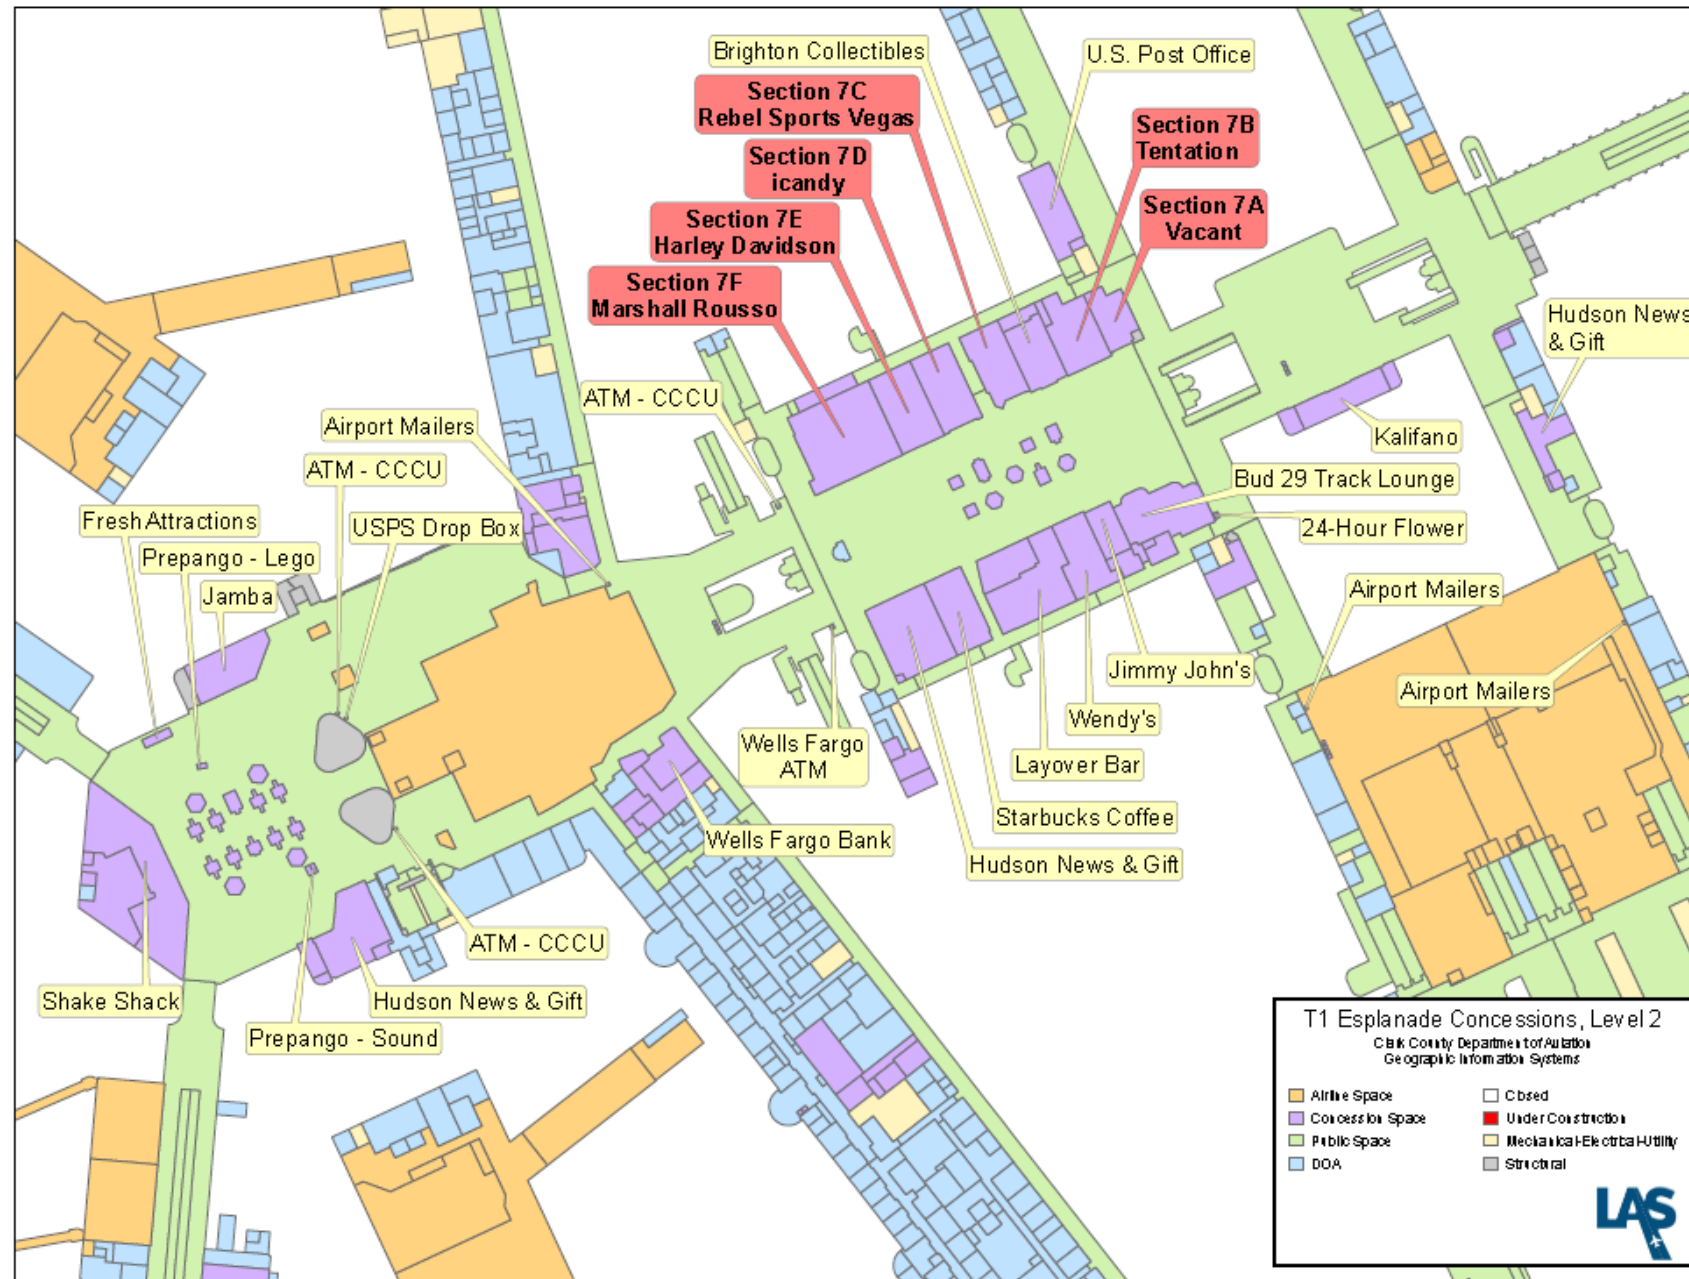 Brighton Collectibles
U.S. Post Office
Section 7C
Rebel Sports Vegas
Section 7B
Tentation
Section 7D
icandy
Section 7A
Vacant
Section 7E
Harley Davidson
Section 7F
Marshall Rousso
Hudson News
& Gift
ATM - CCCU
Airport Mailers
Kalifano
ATM - CCCU
Bud 29 Track Lounge
Fresh Attractions
USPS Drop Box
24-Hour Flower
Prepango - Lego
Jamba
Airport Mailers
Jimmy John's
Airport Mailers
Wendy's
Wells Fargo
ATM
Layover Bar
Starbucks Coffee
Wells Fargo Bank
Hudson News & Gift
ATM - CCCU
Shake Shack
Hudson News & Gift
Prepango - Sound
T1 Esplanade Concessions, Level 2
Clark County Department of Aviation
Geographic Information Systems
Airline Space
Concession Space
Public Space
DOA
Closed
Under Construction
Mechanical-Electrical-Utility
Structural
LAS